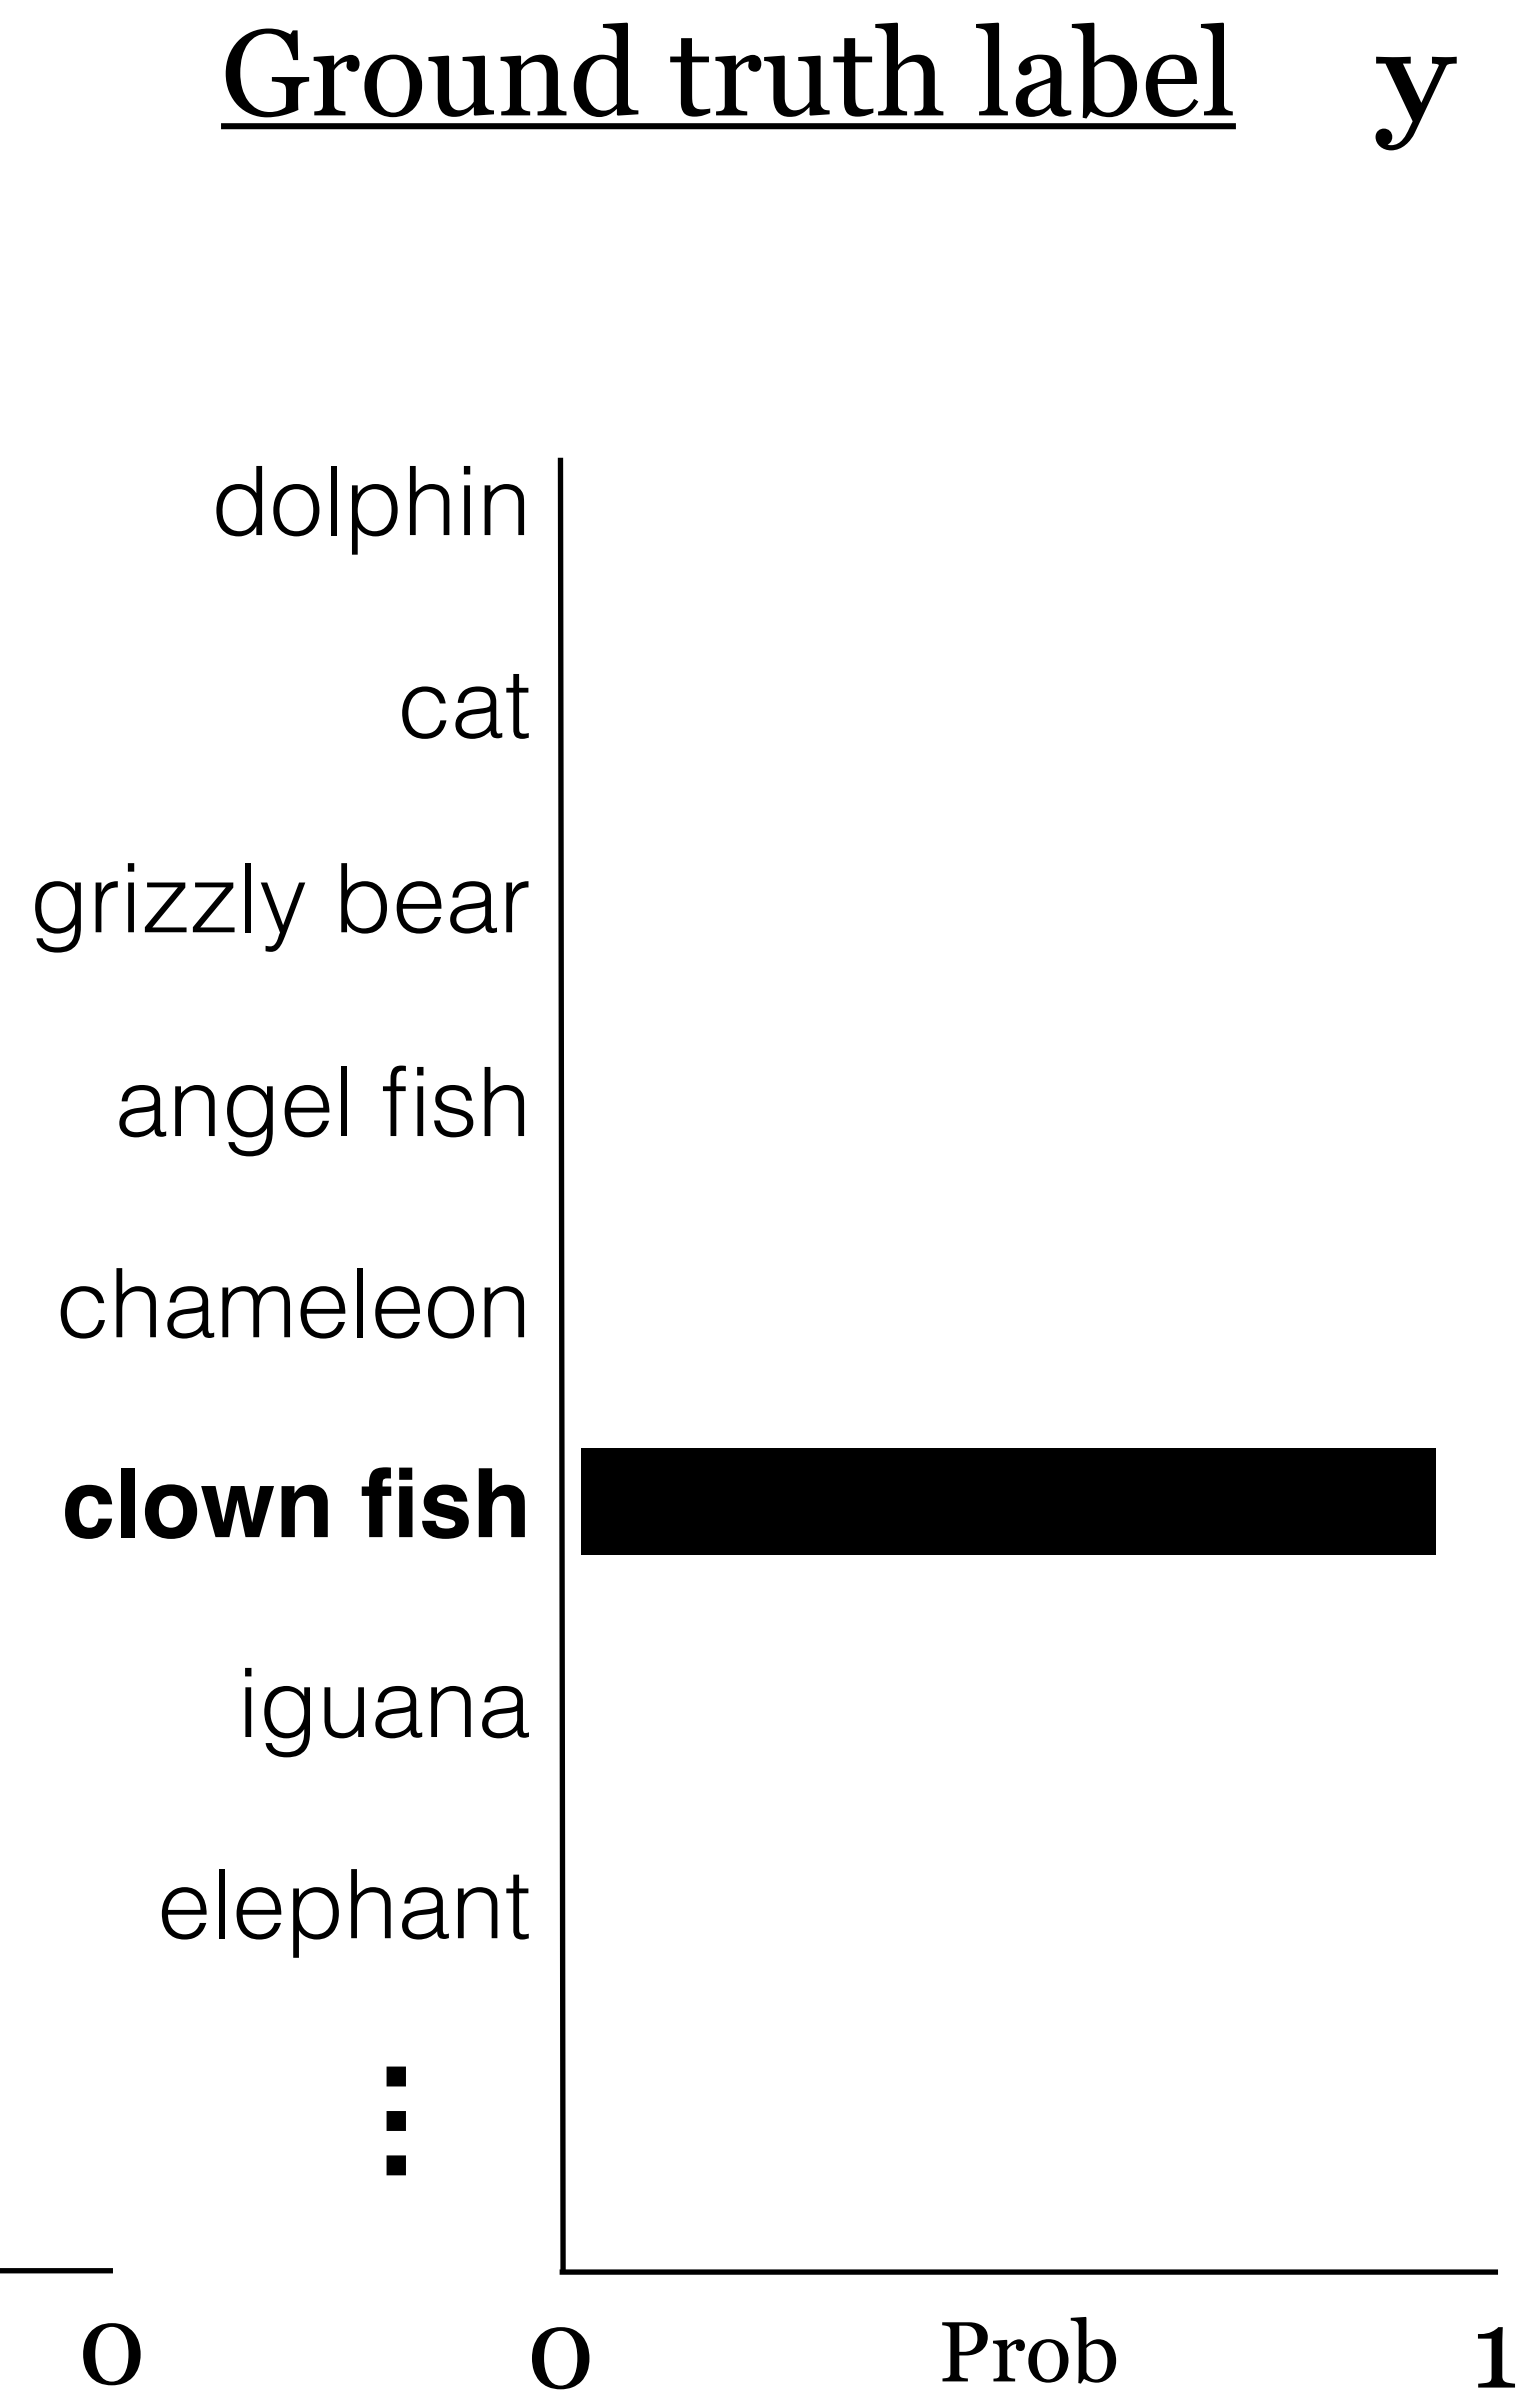 Ground truth label y
dolphin
cat
grizzly bear
angel fish
chameleon
clown fish
iguana
elephant
⋮
0 0 Prob 1